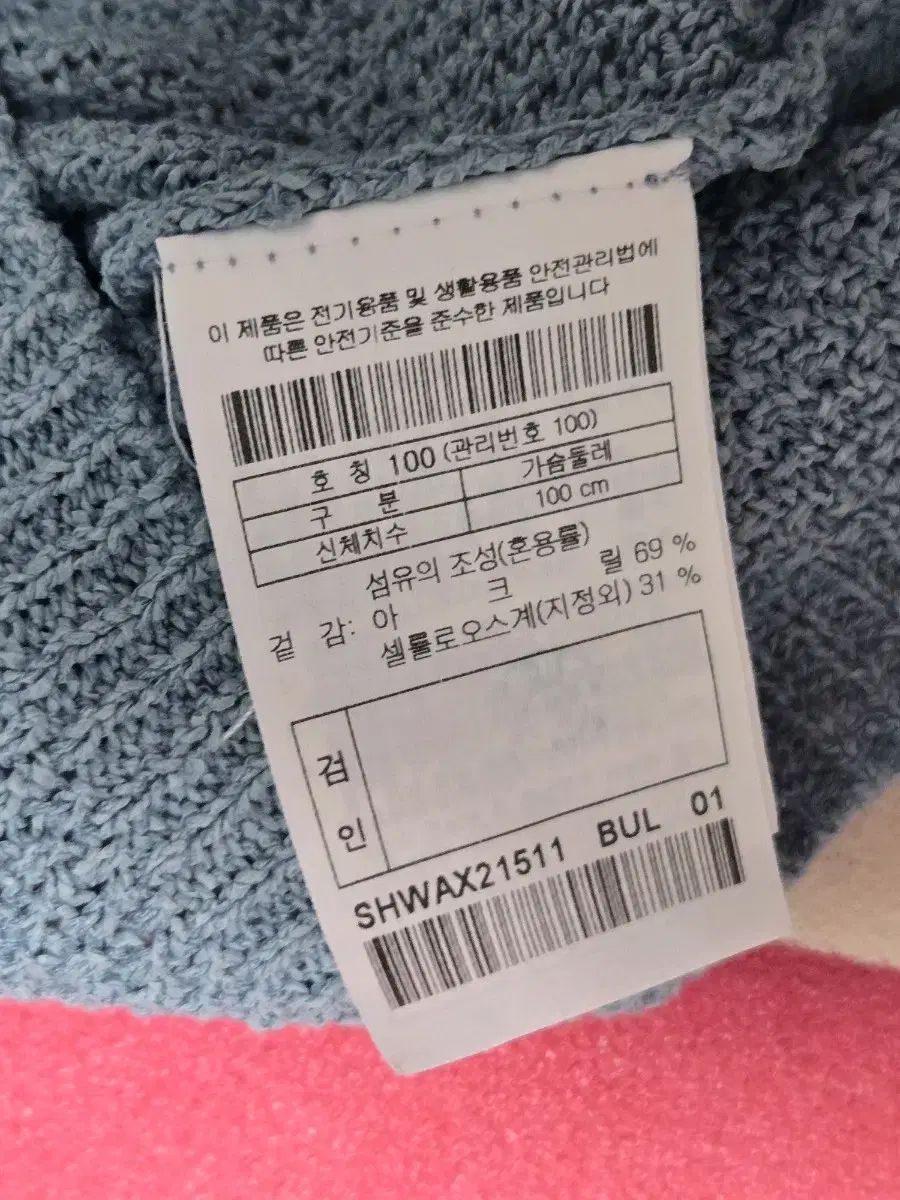 이 제품은 전기용품 및 생활용품 안전관리법에
따른 안전기준을 준수한 제품입니다
호 칭 100 (관리번호 100)
구 분 가슴둘레
신체치수 100 cm
섬유의 조성(혼용률)
겉 감: 아 크 릴 69 %
셀룰로오스계(지정외) 31 %
검
인
SHWAX21511 BUL 01